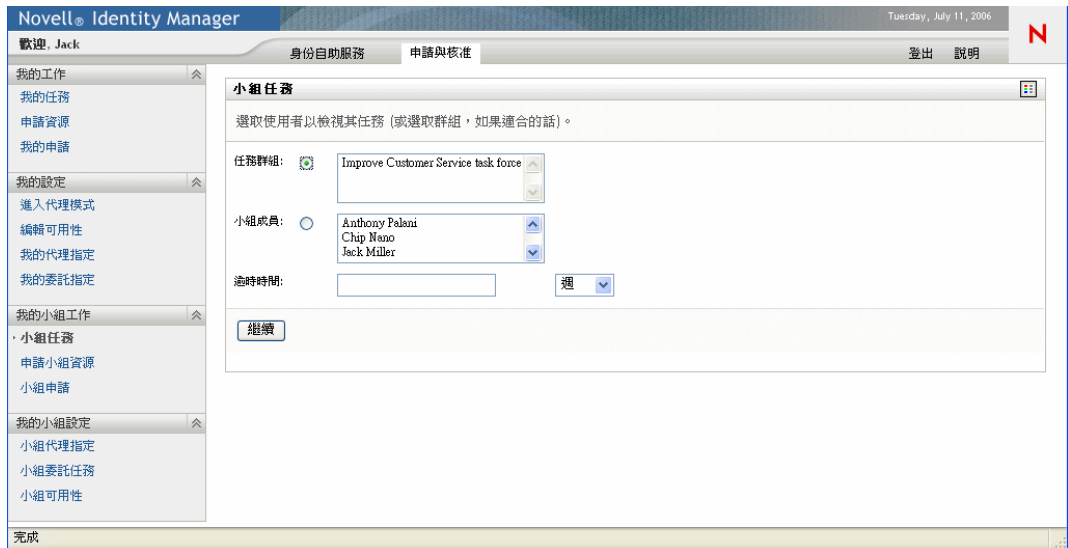 Novell® Identity Manager
Tuesday, July 11, 2006
N
歡迎, Jack
身份自助服務
申請與核准
登出
說明
我的工作
我的任務
申請資源
我的申請
我的設定
進入代理模式
編輯可用性
我的代理指定
我的委託指定
我的小組工作
小組任務
申請小組資源
小組申請
我的小組設定
小組代理指定
小組委託任務
小組可用性
小組任務
選取使用者以檢視其任務 (或選取群組，如果適合的話)。
任務群組:
Improve Customer Service task force
小組成員:
Anthony Palani
Chip Nano
Jack Miller
逾時時間:
週
繼續
完成